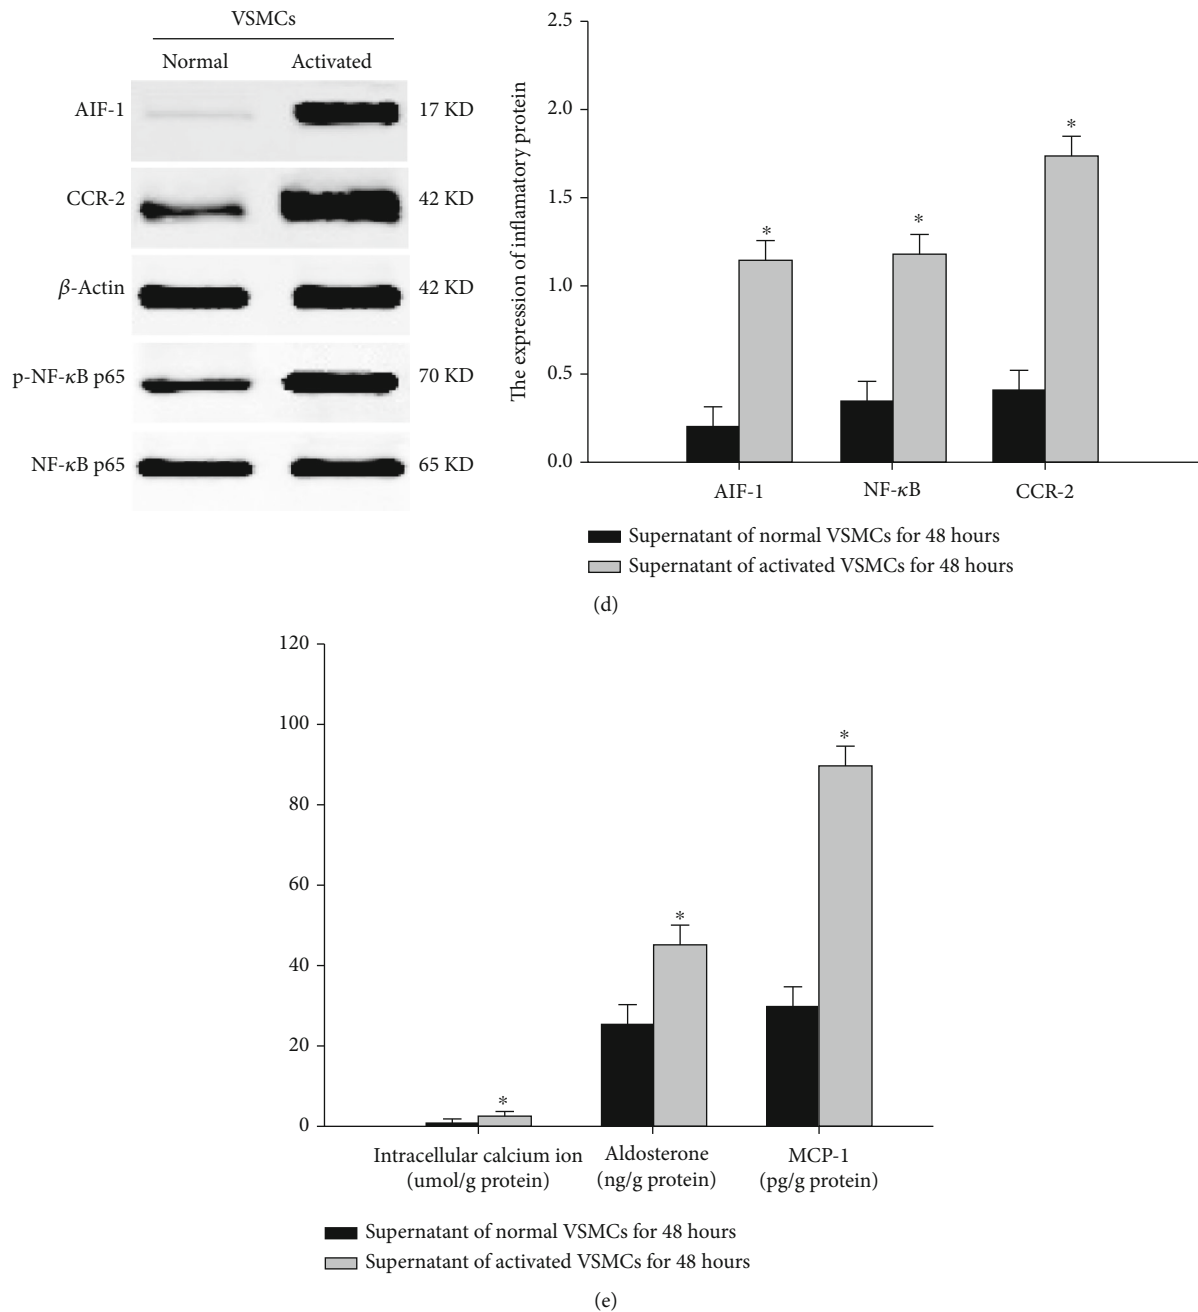 VSMCs
Normal Activated
AIF-1 17 KD
CCR-2 42 KD
β-Actin 42 KD
p-NF-κB p65 70 KD
NF-κB p65 65 KD
The expression of inflamatory protein
2.5
2.0
1.5
1.0
0.5
0.0
* * *
AIF-1 NF-κB CCR-2
Supernatant of normal VSMCs for 48 hours
Supernatant of activated VSMCs for 48 hours
(d)
120
100
80
60
40
20
0
* * *
Intracellular calcium ion
(umol/g protein)
Aldosterone
(ng/g protein)
MCP-1
(pg/g protein)
Supernatant of normal VSMCs for 48 hours
Supernatant of activated VSMCs for 48 hours
(e)